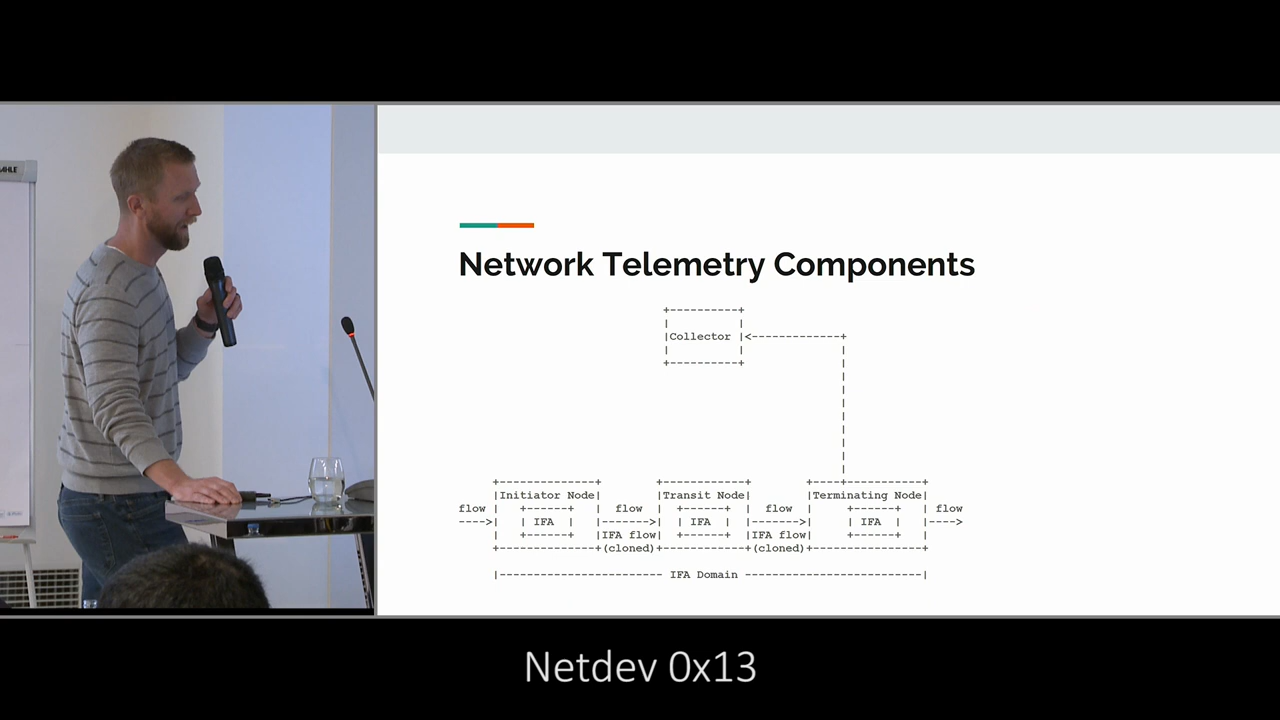 AHLE
Network Telemetry Components
+----------+
|          |
|Collector |<-------------+
|          |              |
+----------+              |
|
|
|
|
|
|
|
|
+--------------+        +------------+        +----+------------+
|Initiator Node|        |Transit Node|        |Terminating Node|
flow |   +------+   |  flow  |  +------+  |  flow  |     +------+   | flow
---->|   | IFA  |   |------->|  | IFA  |  |------->|     | IFA  |   |---->
|   +------+   |IFA flow|  +------+  |IFA flow|     +------+   |
+--------------+(cloned)+------------+(cloned)+----------------+
|----------------------- IFA Domain -------------------------|
Netdev 0x13